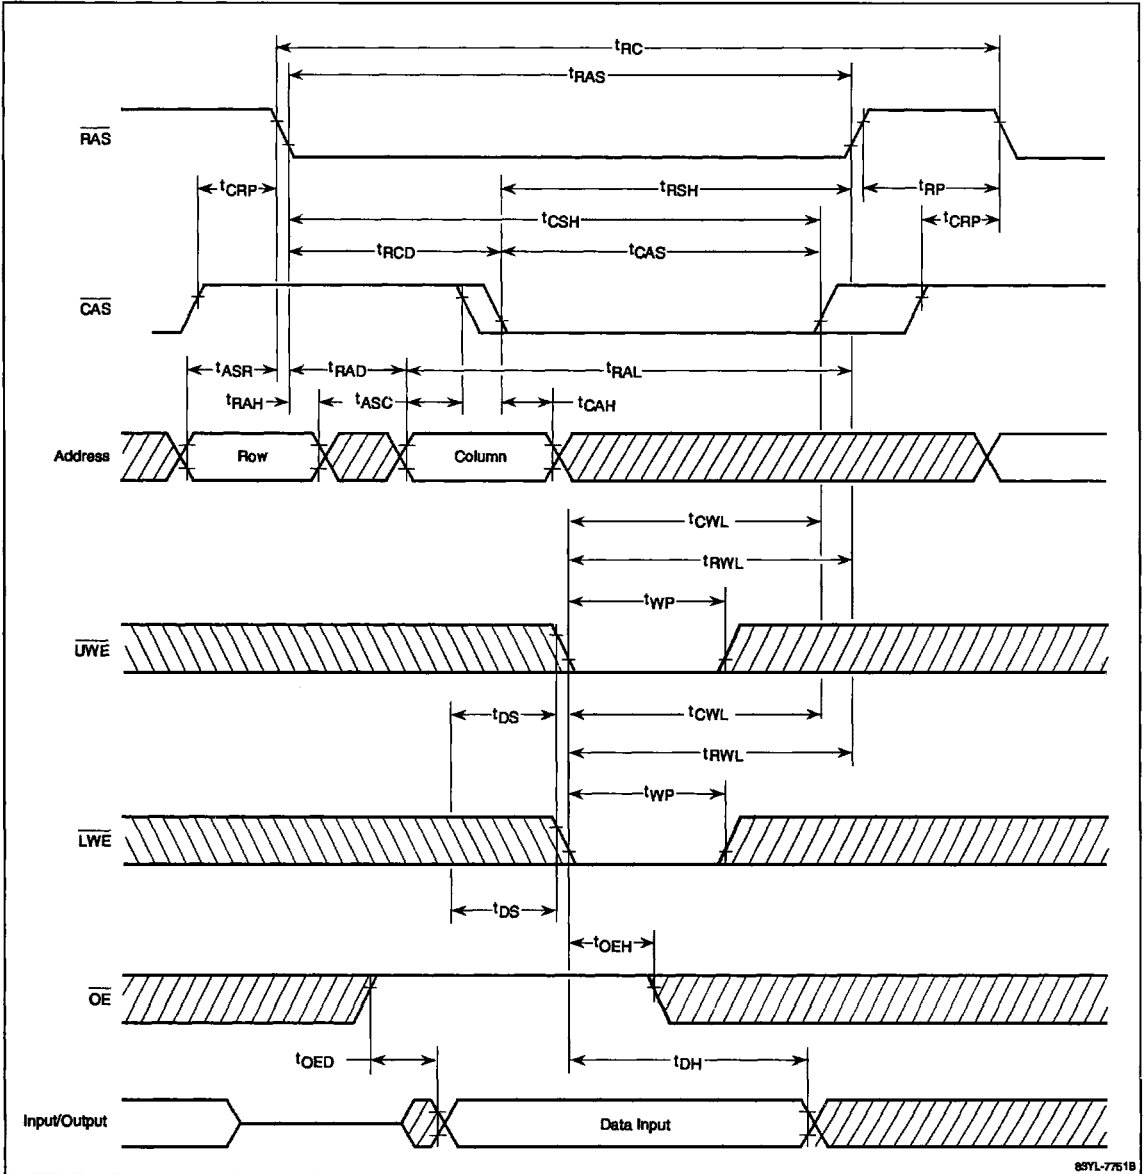 tRC
tRAS
RAS
tCRP
tRSH
tRP
tCSH
tCRP
tRCD
tCAS
CAS
tASR
tRAD
tRAL
tRAH
tASC
tCAH
Address
Row
Column
tCWL
tRWL
tWP
UWE
tDS
tCWL
tRWL
tWP
LWE
tDS
tOEH
OE
tOED
tDH
Input/Output
Data Input
83YL-7751B